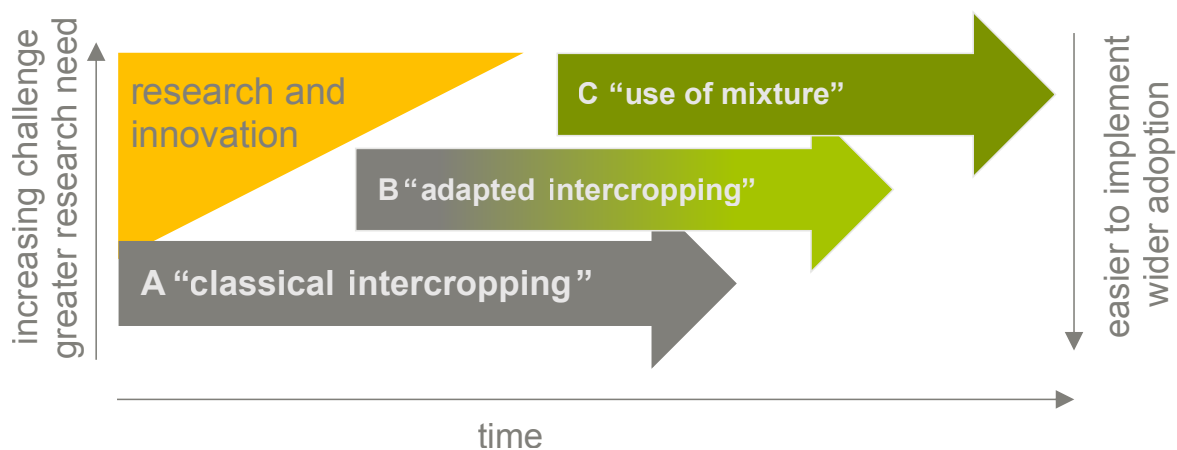 increasing challenge
greater research need
research and
innovation
C “use of mixture”
B “adapted intercropping”
A “classical intercropping”
easier to implement
wider adoption
time